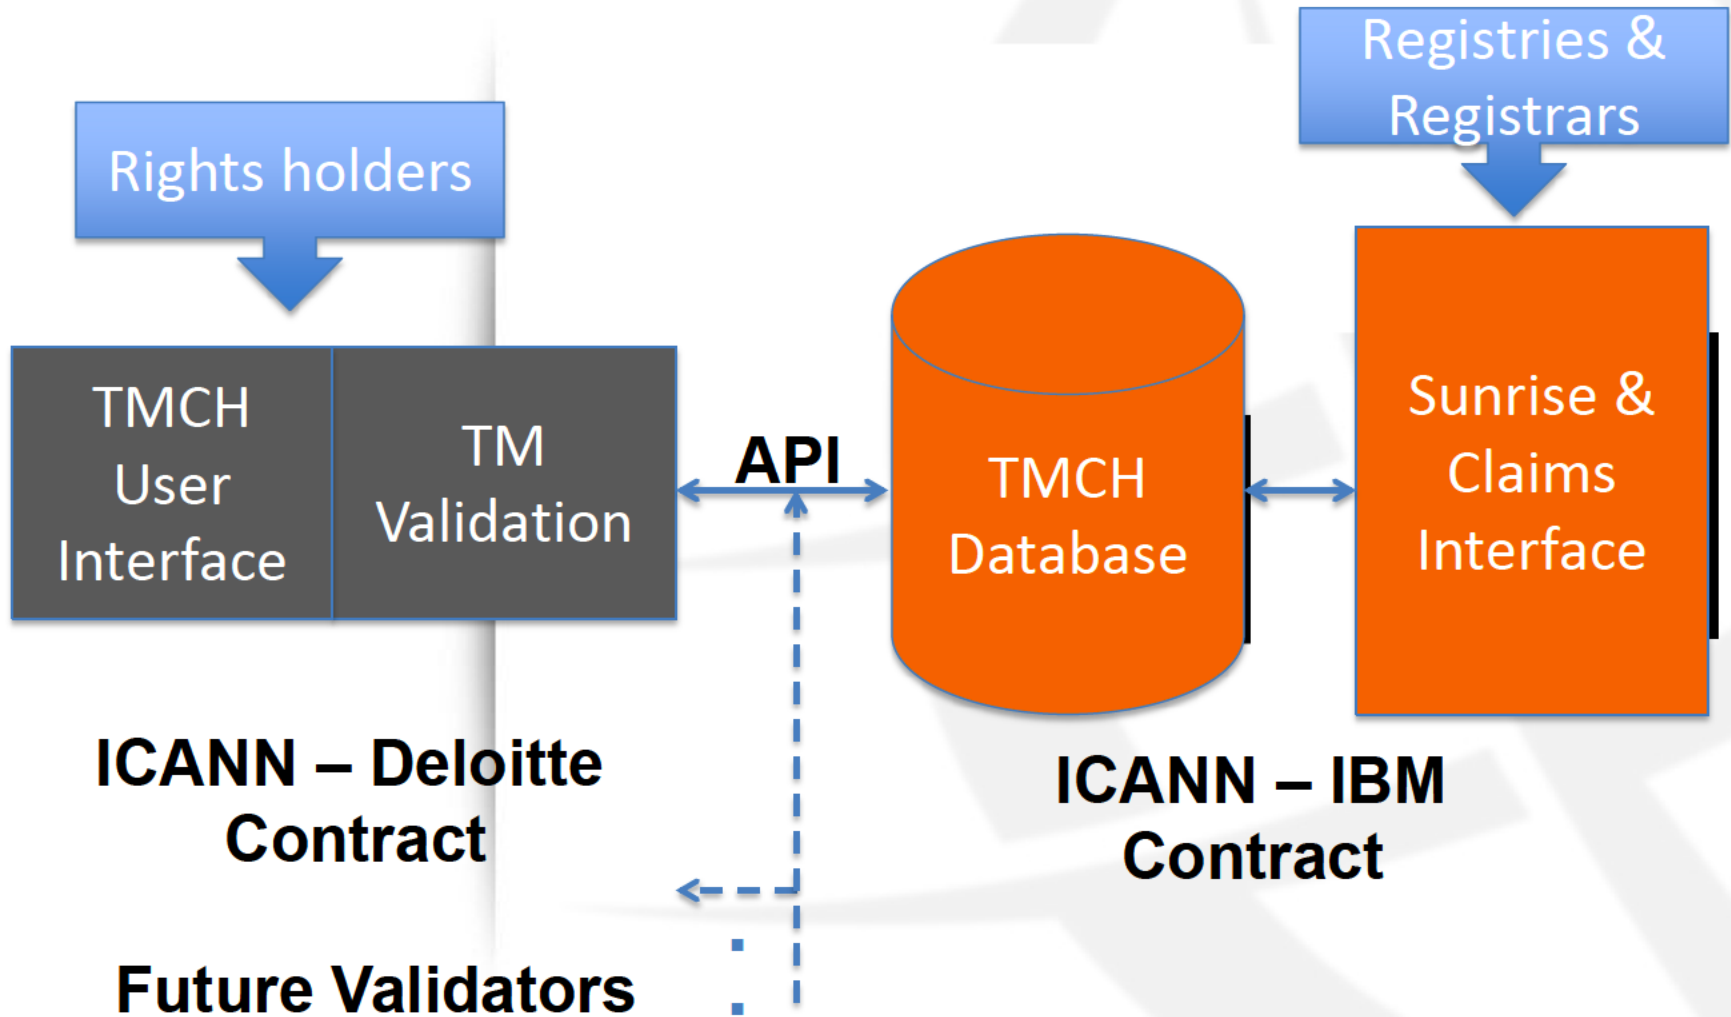 Registries &
Registrars
Rights holders
TMCH
User
Interface
TM
Validation
API
TMCH
Database
Sunrise &
Claims
Interface
ICANN – Deloitte
Contract
ICANN – IBM
Contract
Future Validators